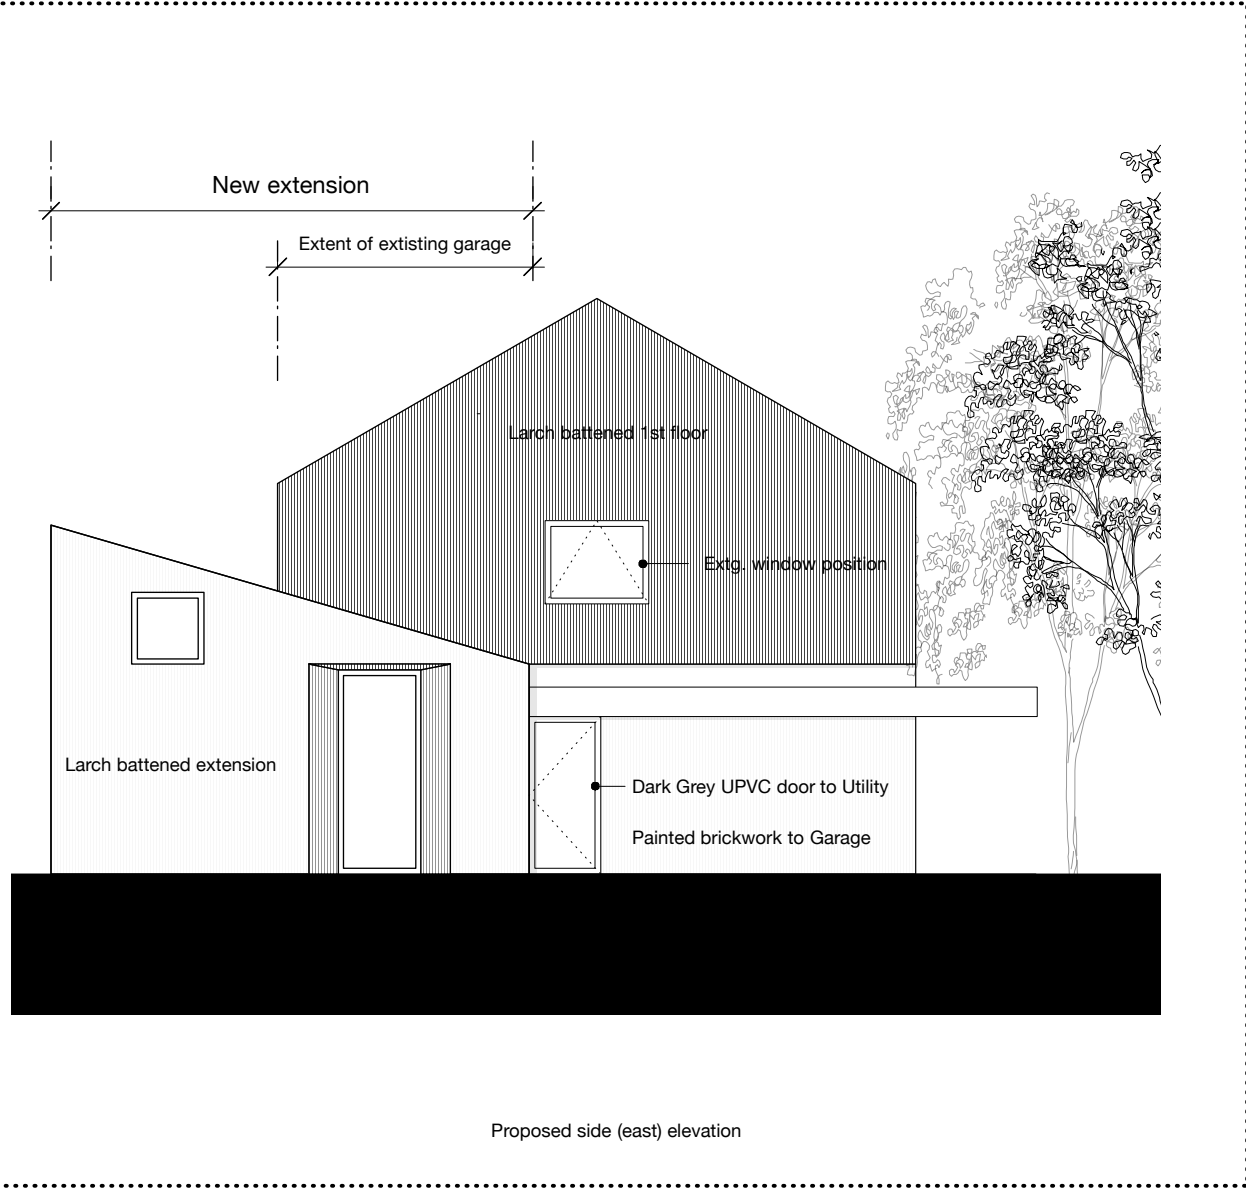 New extension
Extent of extisting garage
Larch battened 1st floor
Extg. window position
Larch battened extension
Dark Grey UPVC door to Utility
Painted brickwork to Garage
Proposed side (east) elevation